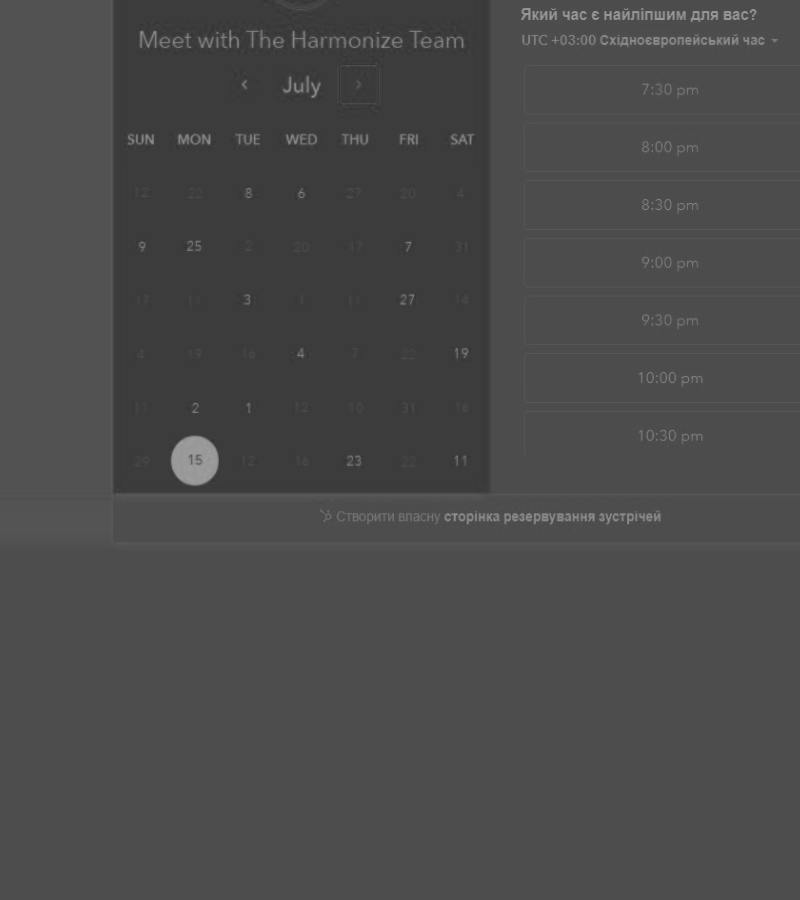 Meet with The Harmonize Team
July
SUN MON TUE WED THU FRI SAT
12 22 8 6 27 20 4
9 25 2 20 17 7 31
17 11 3 1 11 27 14
4 19 16 4 7 22 19
11 2 1 12 10 31 16
29 15 12 16 23 22 11
Який час є найліпшим для вас?
UTC +03:00 Східноєвропейський час
7:30 pm
8:00 pm
8:30 pm
9:00 pm
9:30 pm
10:00 pm
10:30 pm
Створити власну сторінка резервування зустрічей